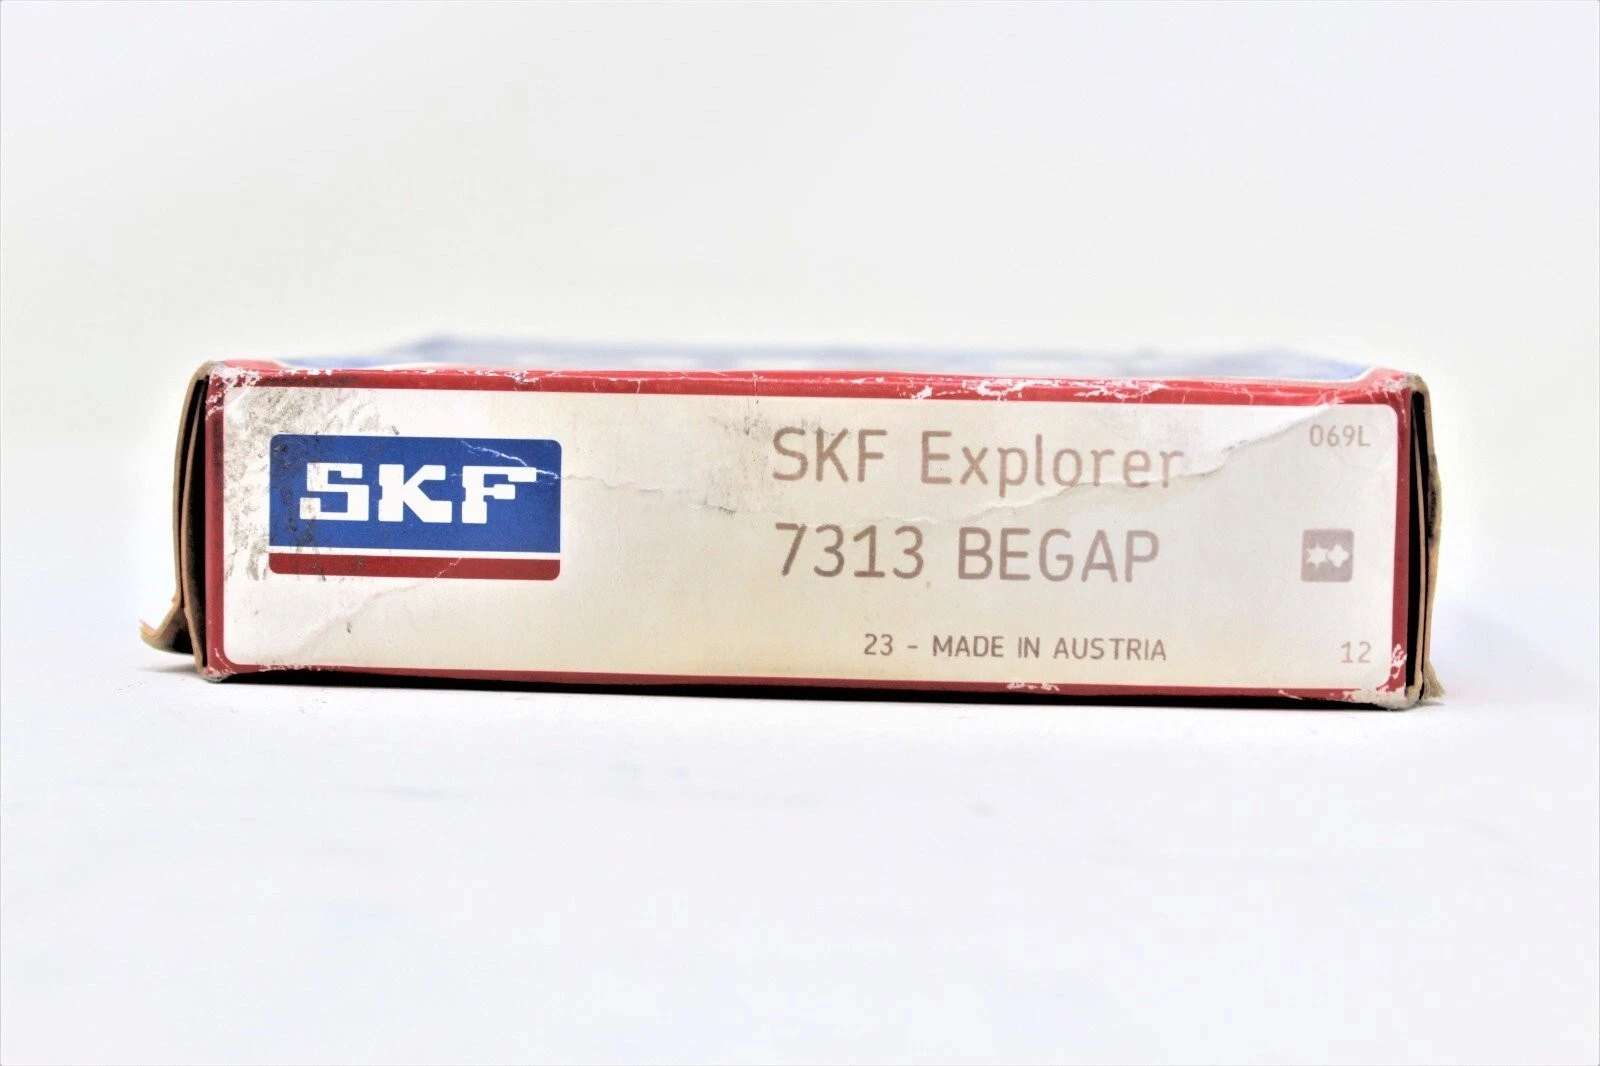 SKF
SKF Explorer
069L
7313 BEGAP
23 - MADE IN AUSTRIA
12